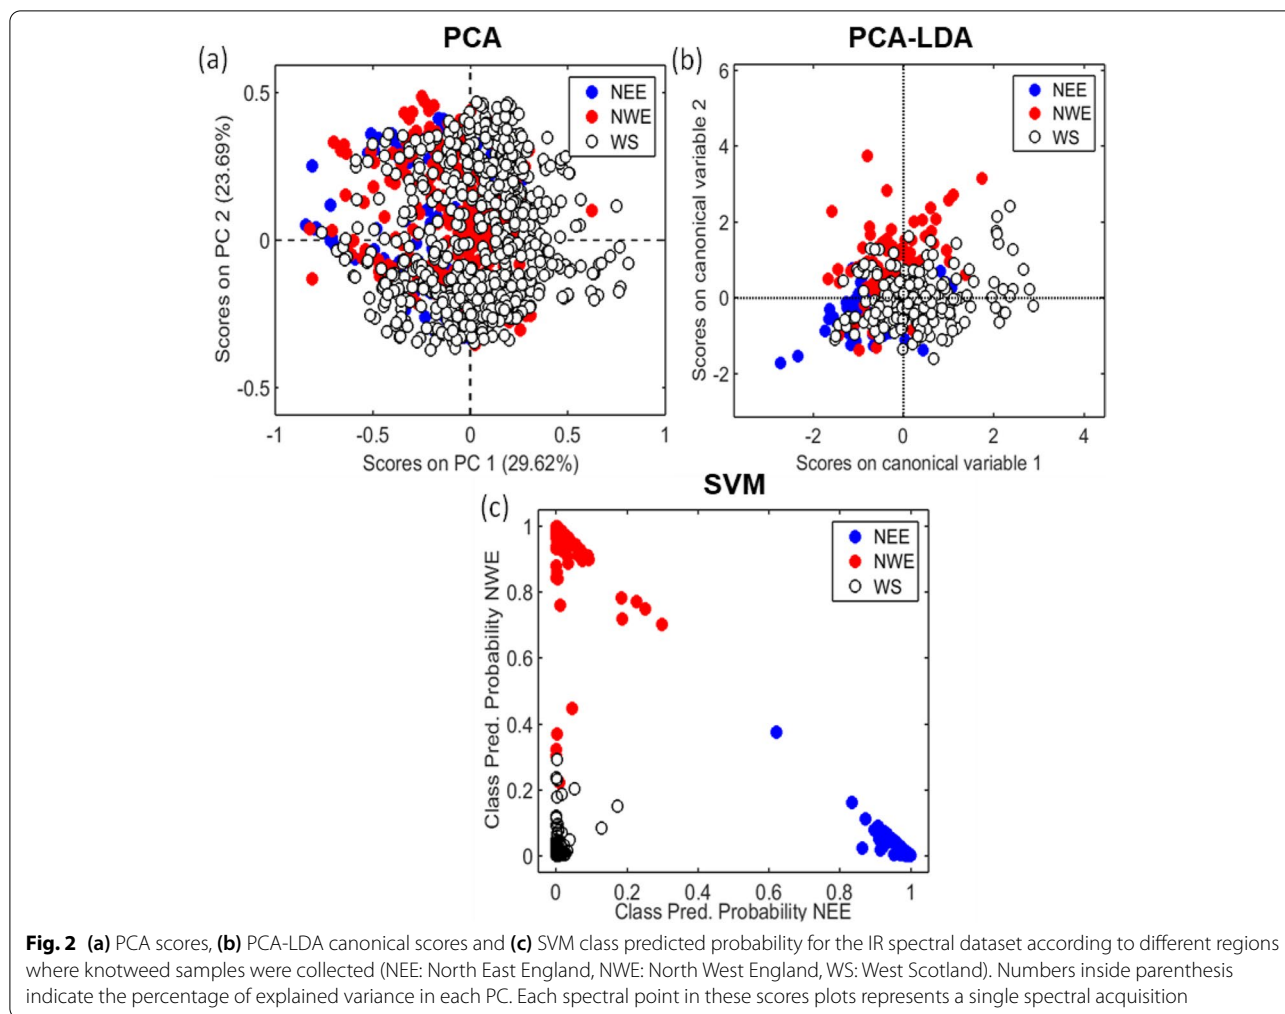 PCA
(a)
NEE
NWE
WS
0.5
0
-0.5
-1
-0.5
0
0.5
1
Scores on PC 2 (23.69%)
Scores on PC 1 (29.62%)
PCA-LDA
(b)
NEE
NWE
WS
6
4
2
0
-2
-2
0
2
4
Scores on canonical variable 2
Scores on canonical variable 1
SVM
(c)
NEE
NWE
WS
1
0.8
0.6
0.4
0.2
0
0
0.2
0.4
0.6
0.8
1
Class Pred. Probability NWE
Class Pred. Probability NEE
Fig. 2 (a) PCA scores, (b) PCA-LDA canonical scores and (c) SVM class predicted probability for the IR spectral dataset according to different regions
where knotweed samples were collected (NEE: North East England, NWE: North West England, WS: West Scotland). Numbers inside parenthesis
indicate the percentage of explained variance in each PC. Each spectral point in these scores plots represents a single spectral acquisition